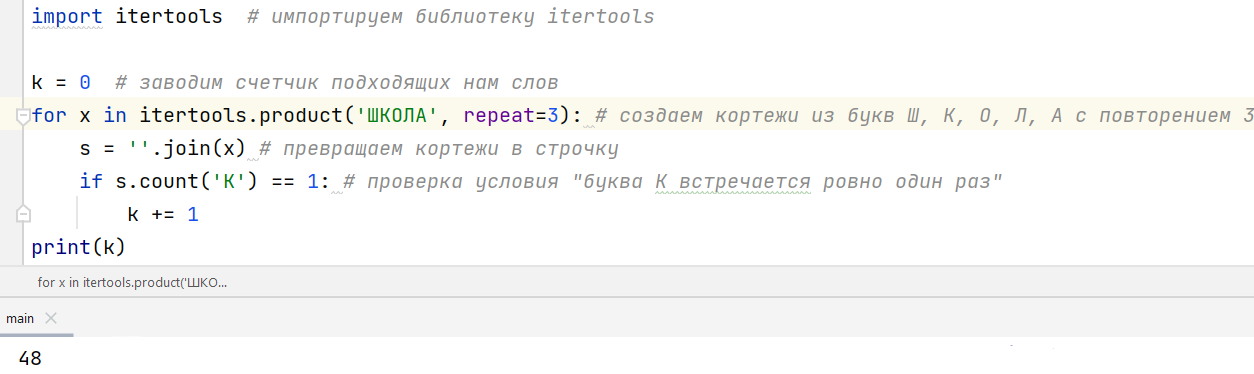 import itertools  # импортируем библиотеку itertools
k = 0  # заводим счетчик подходящих нам слов
for x in itertools.product('ШКОЛА', repeat=3): # создаем кортежи из букв Ш, К, О, Л, А с повторением 3
s = ''.join(x) # превращаем кортежи в строчку
if s.count('К') == 1: # проверка условия "буква К встречается ровно один раз"
k += 1
print(k)
for x in itertools.product('ШКО...
main
48